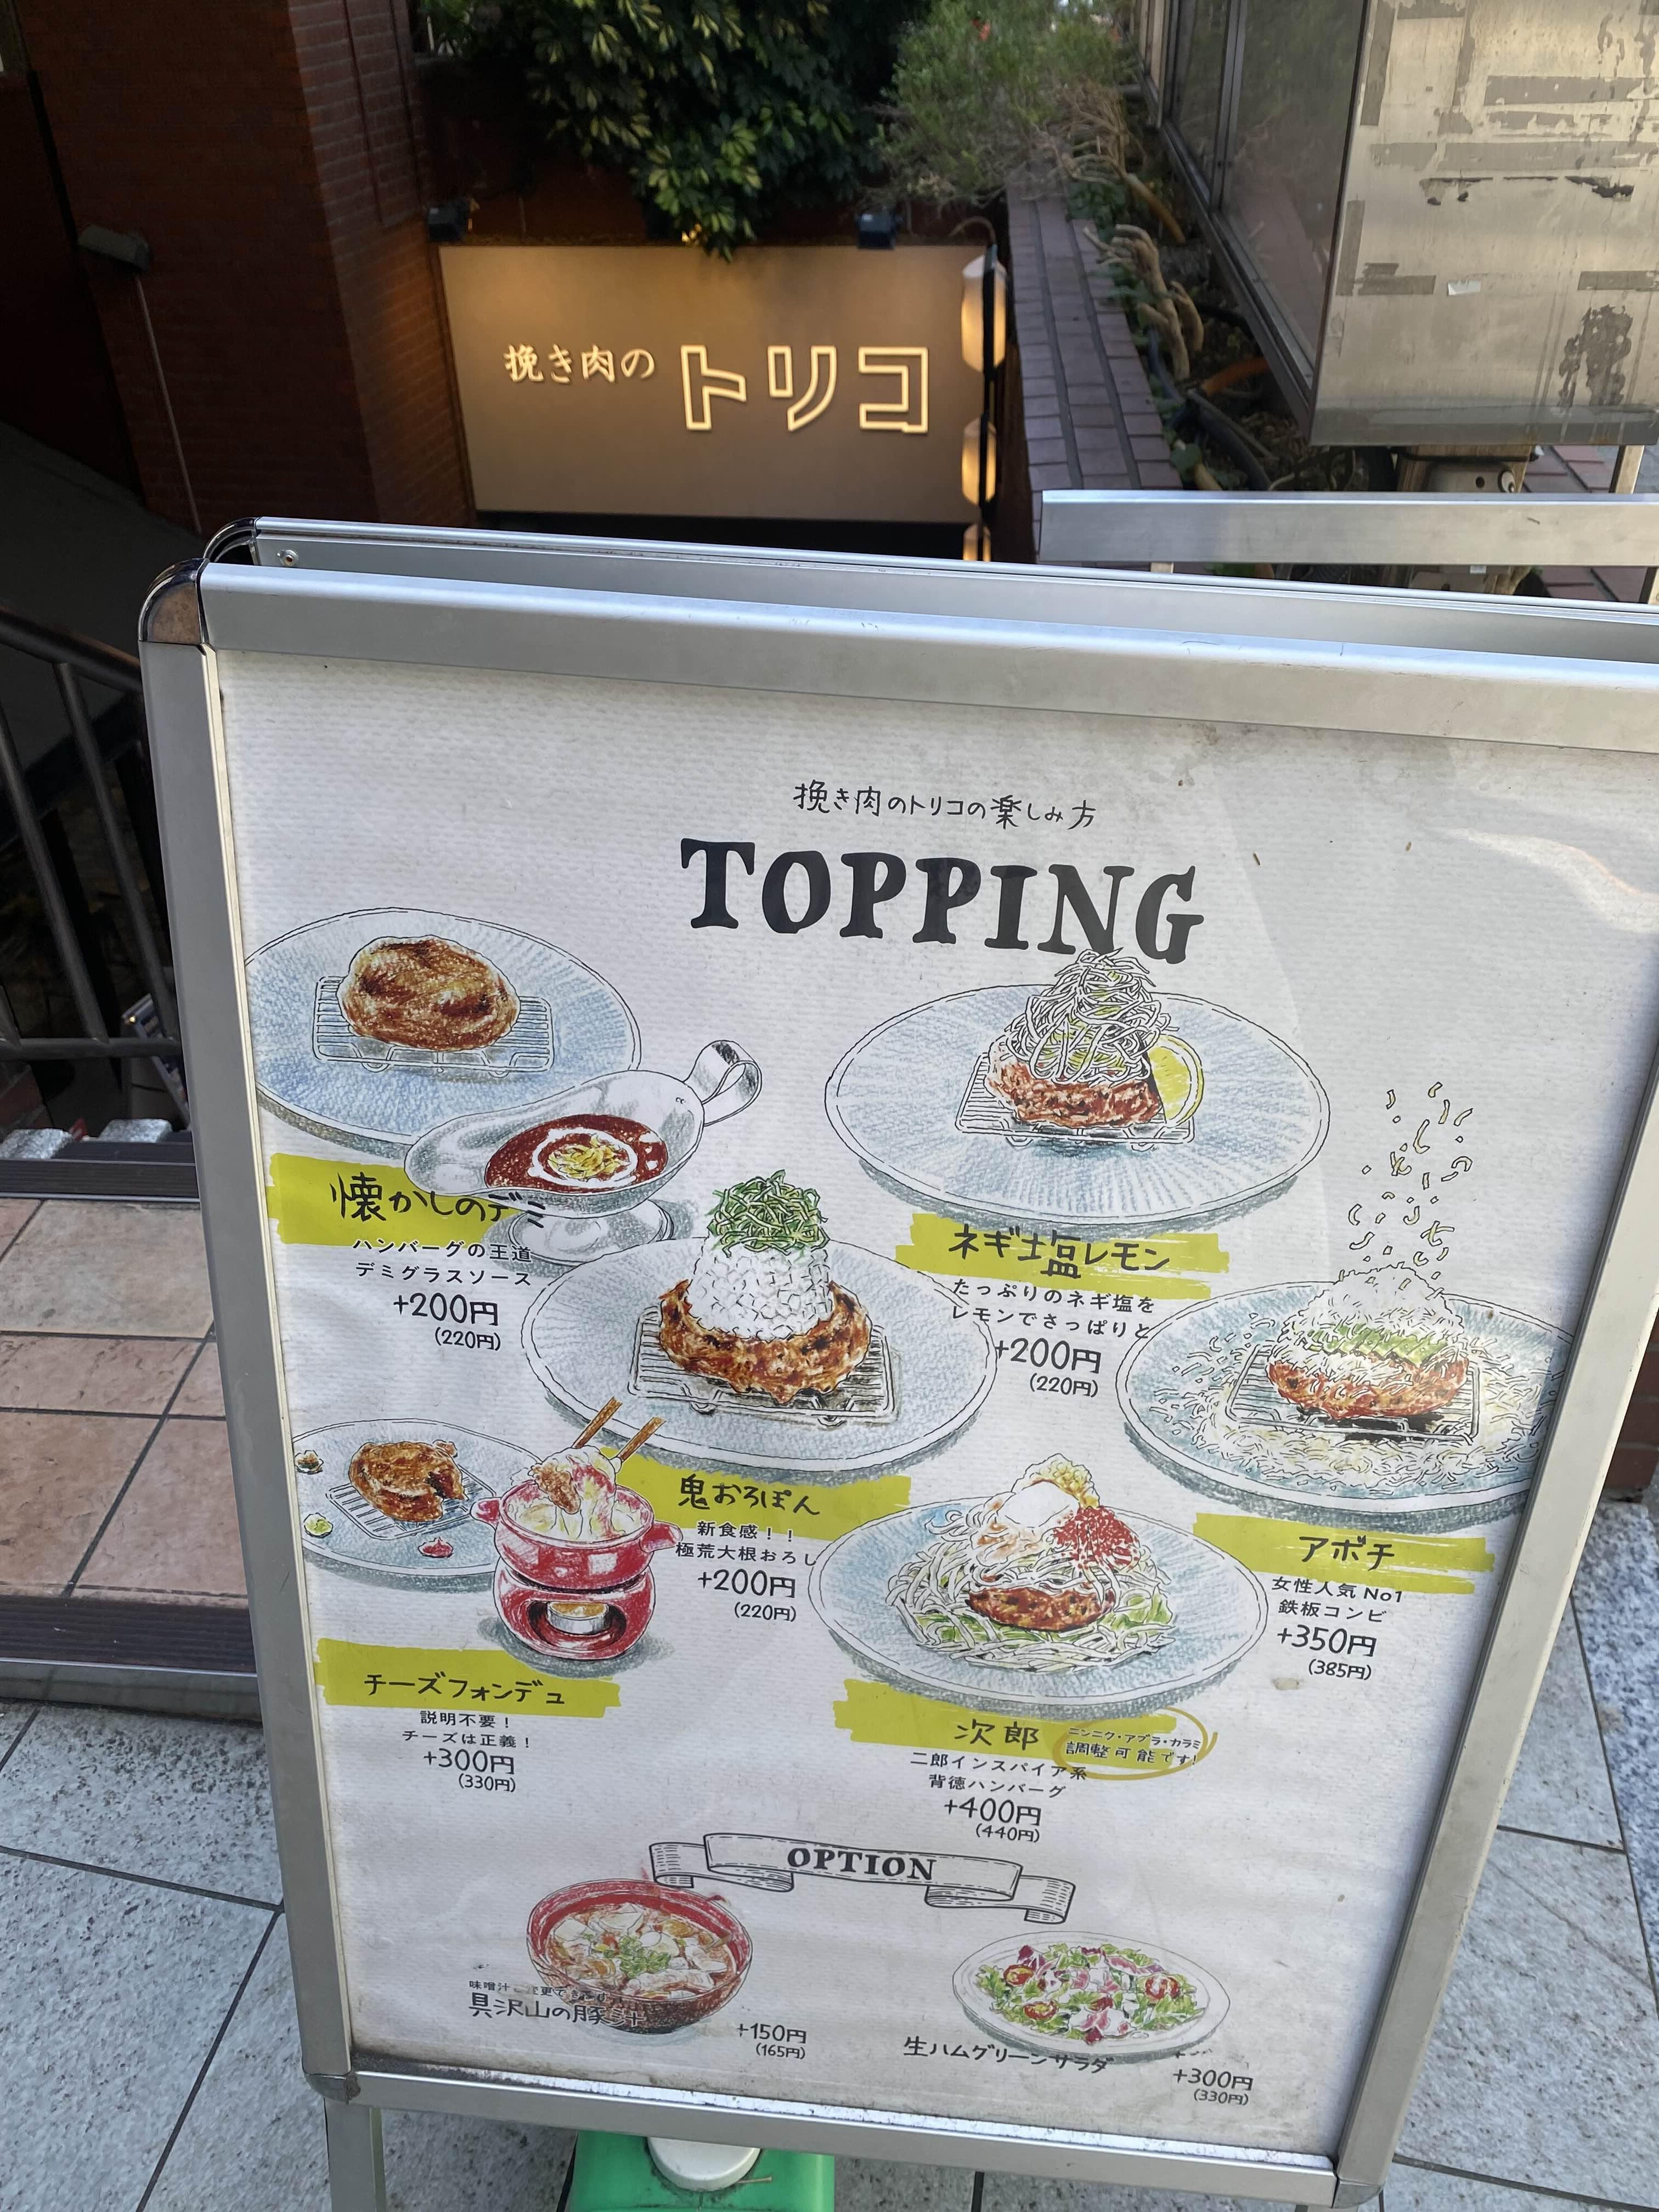 挽き肉の トリコ
挽き肉のトリコの楽しみ方
TOPPING
懐かしのデミ
ハンバーグの王道
デミグラスソース
+200円
(220円)
ネギ塩レモン
たっぷりのネギ塩を
レモンでさっぱりと
+200円
(220円)
鬼おろぽん
新食感!!
極荒大根おろし
+200円
(220円)
アボチ
女性人気 No1
鉄板コンビ
+350円
(385円)
チーズフォンデュ
説明不要!
チーズは正義!
+300円
(330円)
次郎
ニンニク・アブラ・カラミ
調整可能です!
二郎インスパイア系
背徳ハンバーグ
+400円
(440円)
OPTION
味噌汁 変更で
具沢山の豚汁
+150円
(165円)
生ハムグリーンサラダ
+300円
(330円)